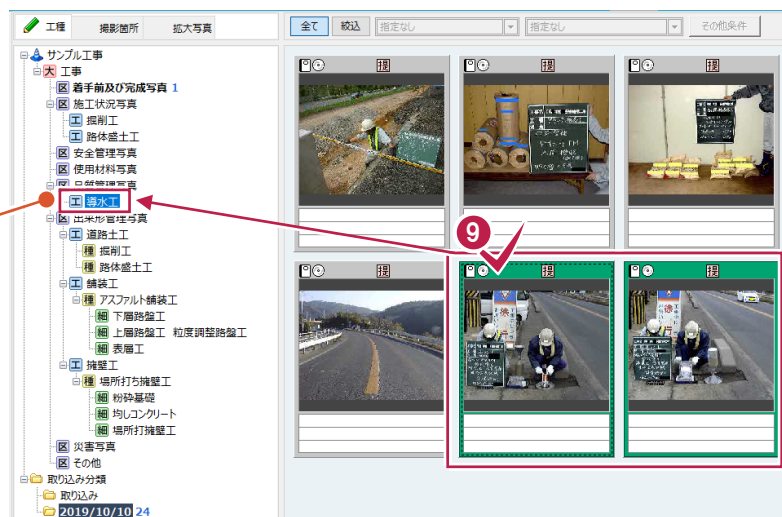 工種 撮影箇所 拡大写真 全て 絞込 指定なし 指定なし その他条件
サンプル工事
大 工事
区 着手前及び完成写真 1
区 施工状況写真
工 掘削工
工 路体盛土工
区 安全管理写真
区 使用材料写真
区 品質管理写真
工 導水工
区 出来形管理写真
工 道路土工
種 掘削工
種 路体盛土工
工 舗装工
種 アスファルト舗装工
細 下層路盤工
細 上層路盤工 粒度調整路盤工
細 表層工
工 擁壁工
種 場所打ち擁壁工
細 粉砕基礎
細 均しコンクリート
細 場所打擁壁工
区 災害写真
区 その他
取り込み分類
取り込み
2019/10/10 24
提 提 提
9
提 提 提
徐行